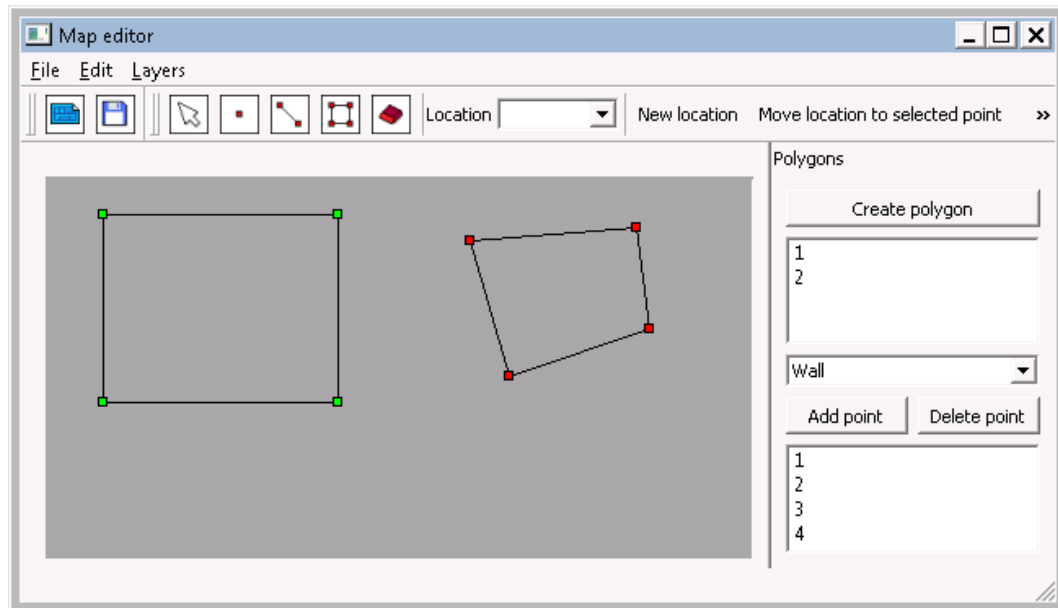 Map editor
File Edit Layers
Location New location Move location to selected point »
Polygons
Create polygon
1
2
Wall
Add point Delete point
1
2
3
4